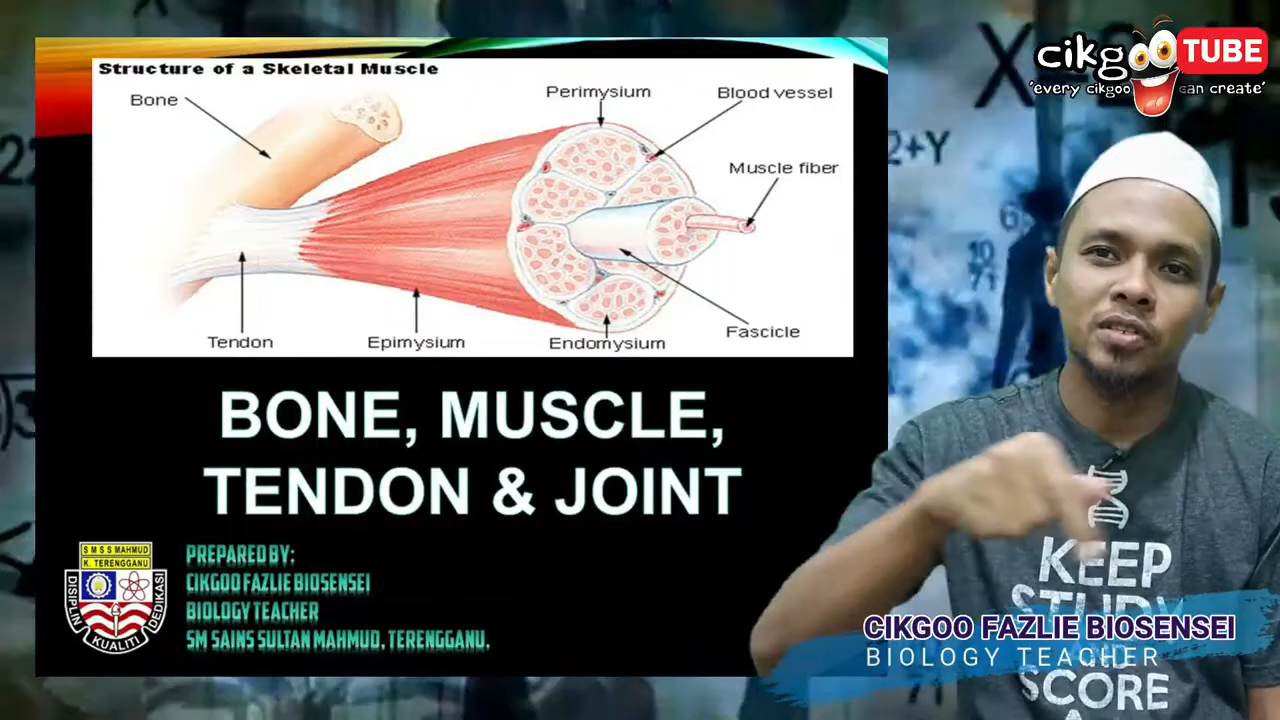 Structure of a Skeletal Muscle
Bone
Perimysium
Blood vessel
Muscle fiber
Tendon
Epimysium
Endomysium
Fascicle
BONE, MUSCLE,
TENDON & JOINT
S M S S MAHMUD
K. TERENGGANU
DISIPLIN
KUALITI
DEDIKASI
PREPARED BY:
CIKGOO FAZLIE BIOSENSEI
BIOLOGY TEACHER
SM SAINS SULTAN MAHMUD, TERENGGANU.
cikgoo TUBE
'every cikgoo can create'
2+Y
KEEP
STUDY
SCORE
CIKGOO FAZLIE BIOSENSEI
BIOLOGY TEACHER